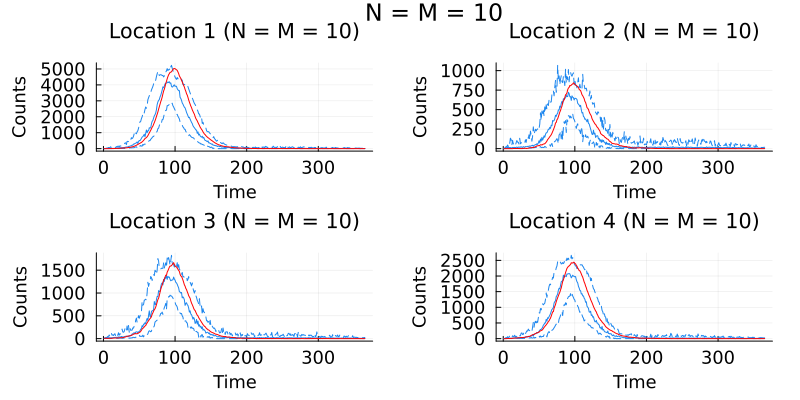 N = M = 10
Location 1 (N = M = 10)
Location 2 (N = M = 10)
Counts
5000
4000
3000
2000
1000
0
0 100 200 300
Time
Counts
1000
750
500
250
0
0 100 200 300
Time
Location 3 (N = M = 10)
Location 4 (N = M = 10)
Counts
1500
1000
500
0
0 100 200 300
Time
Counts
2500
2000
1500
1000
500
0
0 100 200 300
Time